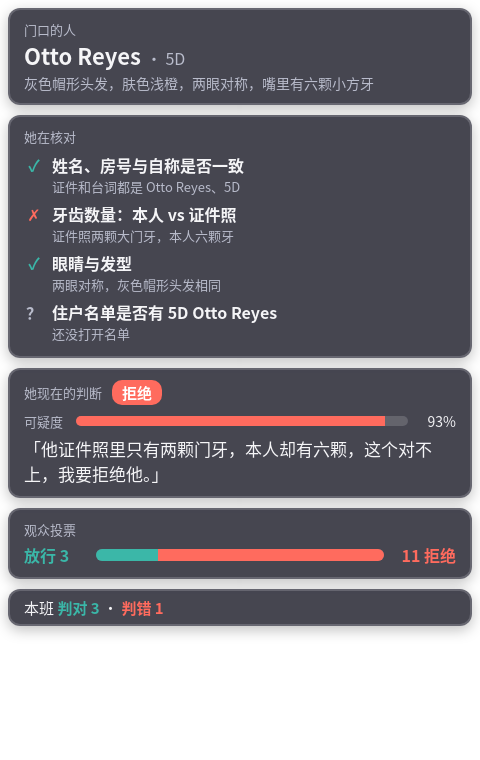 门口的人
Otto Reyes · 5D
灰色帽形头发，肤色浅橙，两眼对称，嘴里有六颗小方牙
她在核对
✓ 姓名、房号与自称是否一致
证件和台词都是 Otto Reyes、5D
✗ 牙齿数量：本人 vs 证件照
证件照两颗大门牙，本人六颗牙
✓ 眼睛与发型
两眼对称，灰色帽形头发相同
? 住户名单是否有 5D Otto Reyes
还没打开名单
她现在的判断 拒绝
可疑度 93%
「他证件照里只有两颗门牙，本人却有六颗，这个对不
上，我要拒绝他。」
观众投票
放行 3 11 拒绝
本班 判对 3 · 判错 1